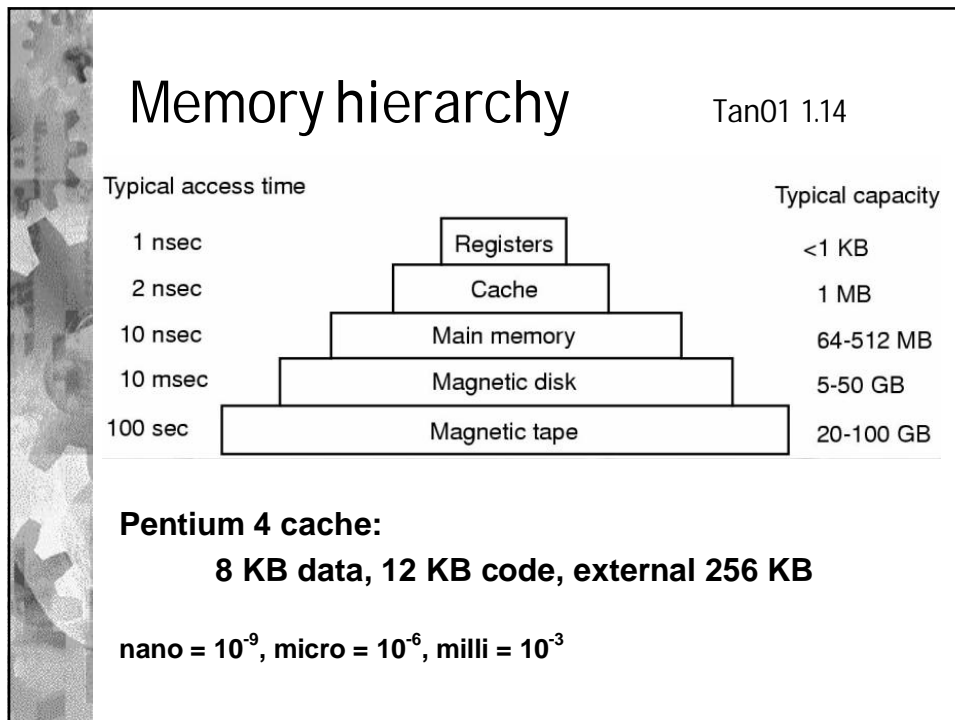 Memory hierarchy Tan01 1.14
Typical access time Typical capacity
1 nsec Registers <1 KB
2 nsec Cache 1 MB
10 nsec Main memory 64-512 MB
10 msec Magnetic disk 5-50 GB
100 sec Magnetic tape 20-100 GB
Pentium 4 cache:
8 KB data, 12 KB code, external 256 KB
nano = 10⁻⁹, micro = 10⁻⁶, milli = 10⁻³